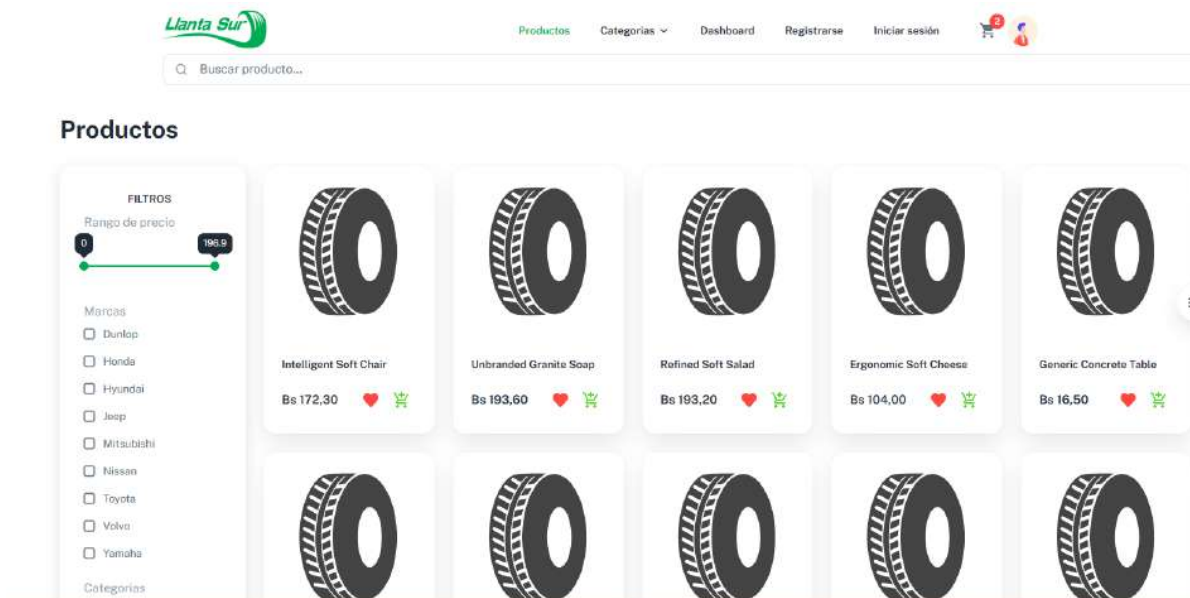 Llanta Sur
Productos Categorias Dashboard Registrarse Iniciar sesión 2
Buscar producto...
Productos
FILTROS
Rango de precio
0 196.9
Marcas
Dunlop
Honda
Hyundai
Jeep
Mitsubishi
Nissan
Toyota
Volvo
Yamaha
Categorias
Intelligent Soft Chair
Bs 172,30
Unbranded Granite Soap
Bs 193,60
Refined Soft Salad
Bs 193,20
Ergonomic Soft Cheese
Bs 104,00
Generic Concrete Table
Bs 16,50